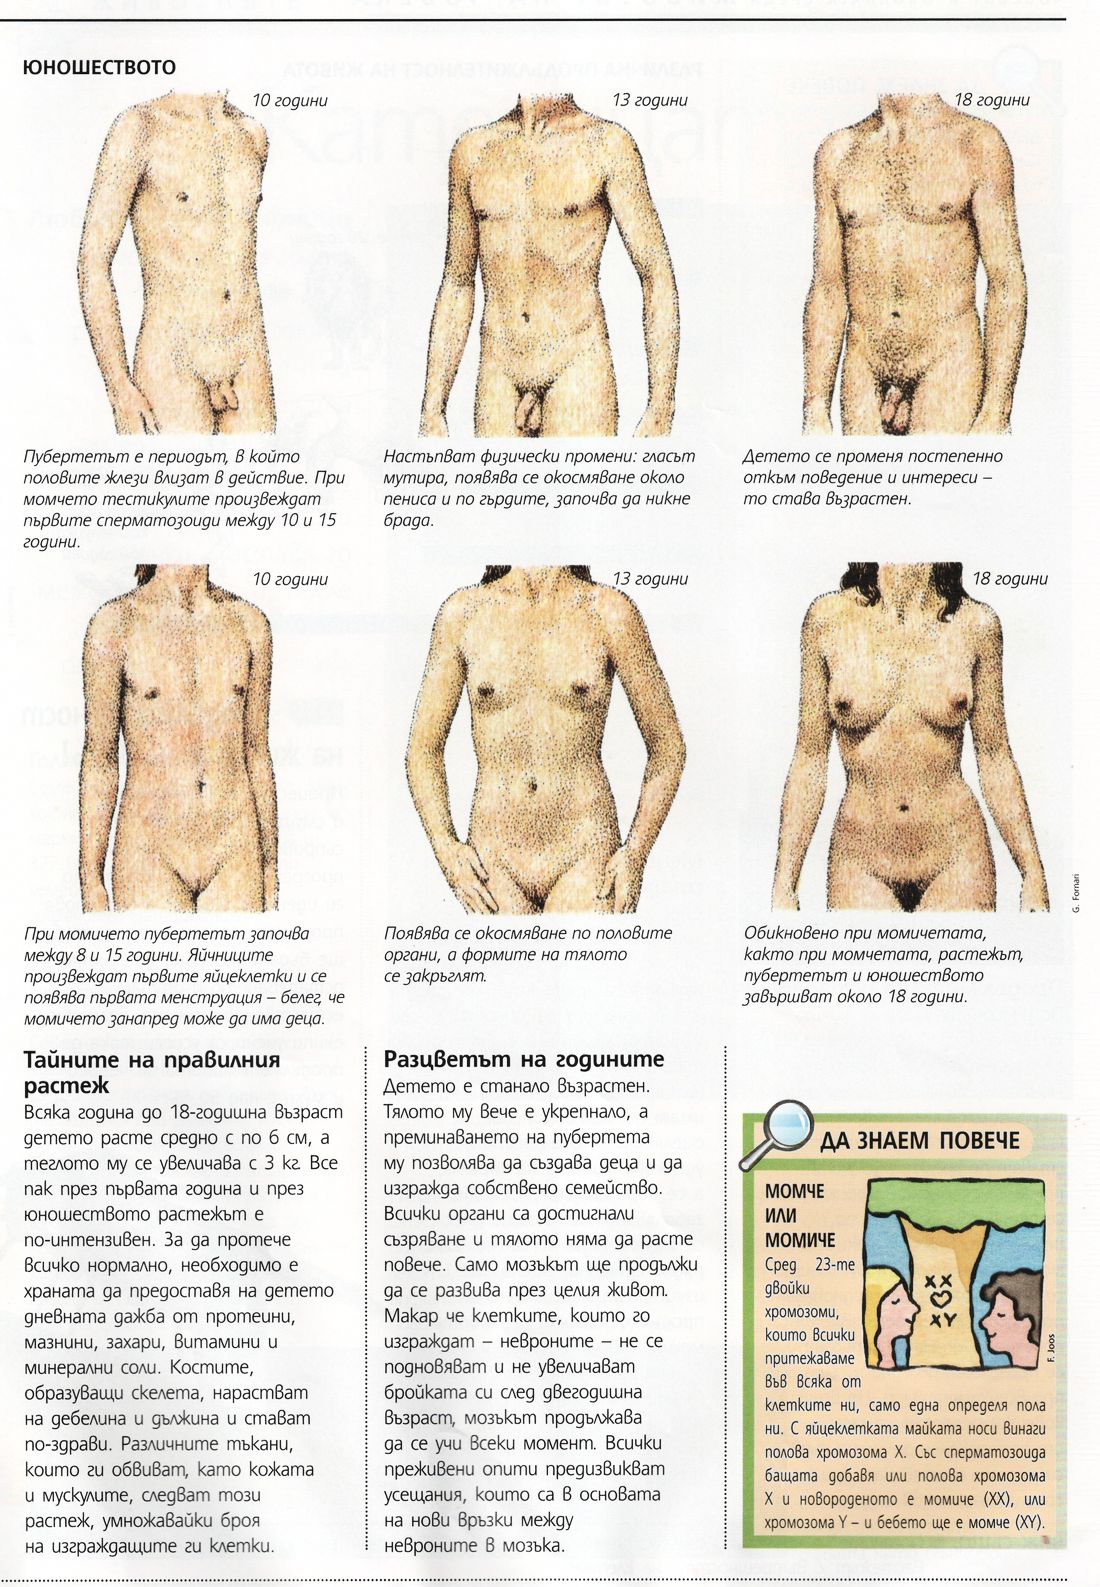 ЮНОШЕСТВОТО
10 години
13 години
18 години
Пубертетът е периодът, в който
половите жлези влизат в действие. При
момчето тестикулите произвеждат
първите сперматозоиди между 10 и 15
години.
Настъпват физически промени: гласът
мутира, появява се окосмяване около
пениса и по гърдите, започва да никне
брада.
Детето се променя постепенно
откъм поведение и интереси –
то става възрастен.
10 години
13 години
18 години
G. Fornari
При момичето пубертетът започва
между 8 и 15 години. Яйчниците
произвеждат първите яйцеклетки и се
появява първата менструация – белег, че
момичето занапред може да има деца.
Появява се окосмяване по половите
органи, а формите на тялото
се закръглят.
Обикновено при момичетата,
както при момчетата, растежът,
пубертетът и юношеството
завършват около 18 години.
Тайните на правилния
растеж
Всяка година до 18-годишна възраст
детето расте средно с по 6 см, а
теглото му се увеличава с 3 кг. Все
пак през първата година и през
юношеството растежът е
по-интензивен. За да протече
всичко нормално, необходимо е
храната да предоставя на детето
дневната дажба от протеини,
мазнини, захари, витамини и
минерални соли. Костите,
образуващи скелета, нарастват
на дебелина и дължина и стават
по-здрави. Различните тъкани,
които ги обвиват, като кожата
и мускулите, следват този
растеж, умножавайки броя
на изграждащите ги клетки.
Разцветът на годините
Детето е станало възрастен.
Тялото му вече е укрепнало, а
преминаването на пубертета
му позволява да създава деца и да
изгражда собствено семейство.
Всички органи са достигнали
съзряване и тялото няма да расте
повече. Само мозъкът ще продължи
да се развива през целия живот.
Макар че клетките, които го
изграждат – невроните – не се
подновяват и не увеличават
бройката си след двегодишна
възраст, мозъкът продължава
да се учи всеки момент. Всички
преживени опити предизвикват
усещания, които са в основата
на нови връзки между
невроните в мозъка.
ДА ЗНАЕМ ПОВЕЧЕ
МОМЧЕ
ИЛИ
МОМИЧЕ
Сред 23-те
двойки
хромозоми,
които всички
притежаваме
във всяка от
клетките ни, само една определя пола
ни. С яйцеклетката майката носи винаги
полова хромозома X. Със сперматозоида
бащата добавя или полова хромозома
X и новороденото е момиче (XX), или
хромозома Y – и бебето ще е момче (XY).
XX
XY
F. Joos